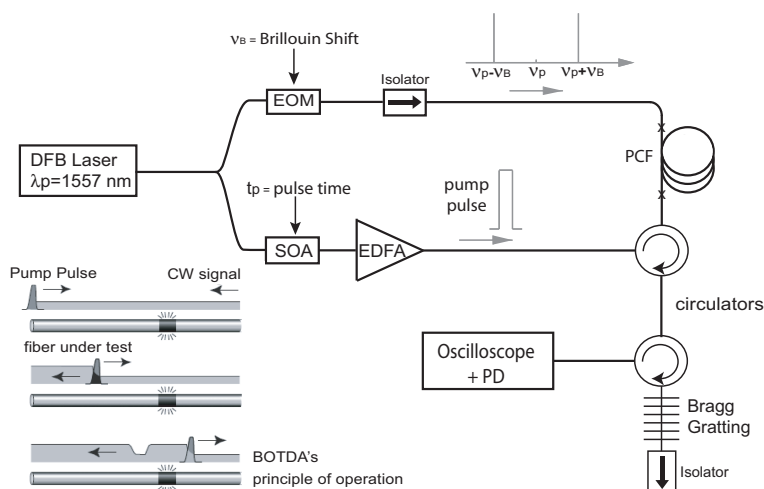 νB = Brillouin Shift
EOM
Isolator
νp-νB
νp
νp+νB
DFB Laser
λp=1557 nm
PCF
tp = pulse time
pump
pulse
SOA
EDFA
Pump Pulse
CW signal
circulators
fiber under test
Oscilloscope
+ PD
Bragg
Gratting
BOTDA's
principle of operation
Isolator